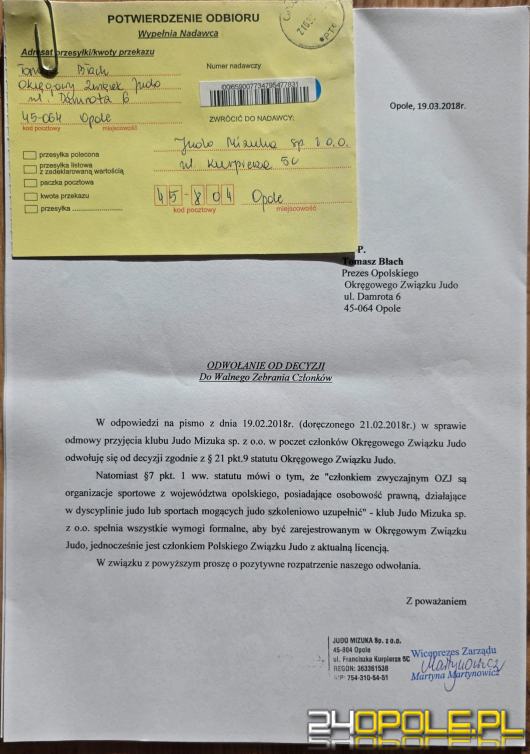 POTWIERDZENIE ODBIORU
Wypełnia Nadawca
Adresat przesyłki/kwoty przekazu
Tomasz Błach
Okręgowy Związek Judo
ul. Damrota 6
45-064 Opole
kod pocztowy miejscowość
przesyłka polecona
przesyłka listowa
z zadeklarowaną wartością
paczka pocztowa
kwota przekazu
przesyłka
Numer nadawczy
ZWRÓCIĆ DO NADAWCY:
Judo Mizuka sp. z o.o.
ul. Kurpierza 5C
45-804 Opole
kod pocztowy miejscowość
Opole, 19.03.2018r.
P.
Tomasz Błach
Prezes Opolskiego
Okręgowego Związku Judo
ul. Damrota 6
45-064 Opole
ODWOŁANIE OD DECYZJI
Do Walnego Zebrania Członków
W odpowiedzi na pismo z dnia 19.02.2018r. (doręczonego 21.02.2018r.) w sprawie
odmowy przyjęcia klubu Judo Mizuka sp. z o.o. w poczet członków Okręgowego Związku Judo
odwołuję się od decyzji zgodnie z § 21 pkt.9 statutu Okręgowego Związku Judo.
Natomiast §7 pkt. 1 ww. statutu mówi o tym, że "członkiem zwyczajnym OZJ są
organizacje sportowe z województwa opolskiego, posiadające osobowość prawną, działające
w dyscyplinie judo lub sportach mogących judo szkoleniowo uzupełnić" - klub Judo Mizuka sp.
z o.o. spełnia wszystkie wymogi formalne, aby być zarejestrowanym w Okręgowym Związku
Judo, jednocześnie jest członkiem Polskiego Związku Judo z aktualną licencją.
W związku z powyższym proszę o pozytywne rozpatrzenie naszego odwołania.
Z poważaniem
JUDO MIZUKA Sp. z o.o.
45-804 Opole
ul. Franciszka Kurpierza 5C
REGON: 363361538
NIP: 754-310-54-51
Wiceprezes Zarządu
Martynowicz
Martyna Martynowicz
24OPOLE.PL